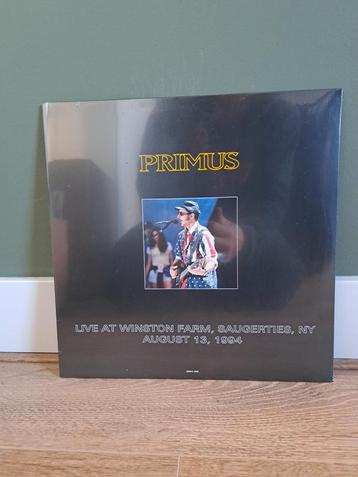 PRIMUS
LIVE AT WINSTON FARM, SAUGERTIES, NY
AUGUST 13, 1994